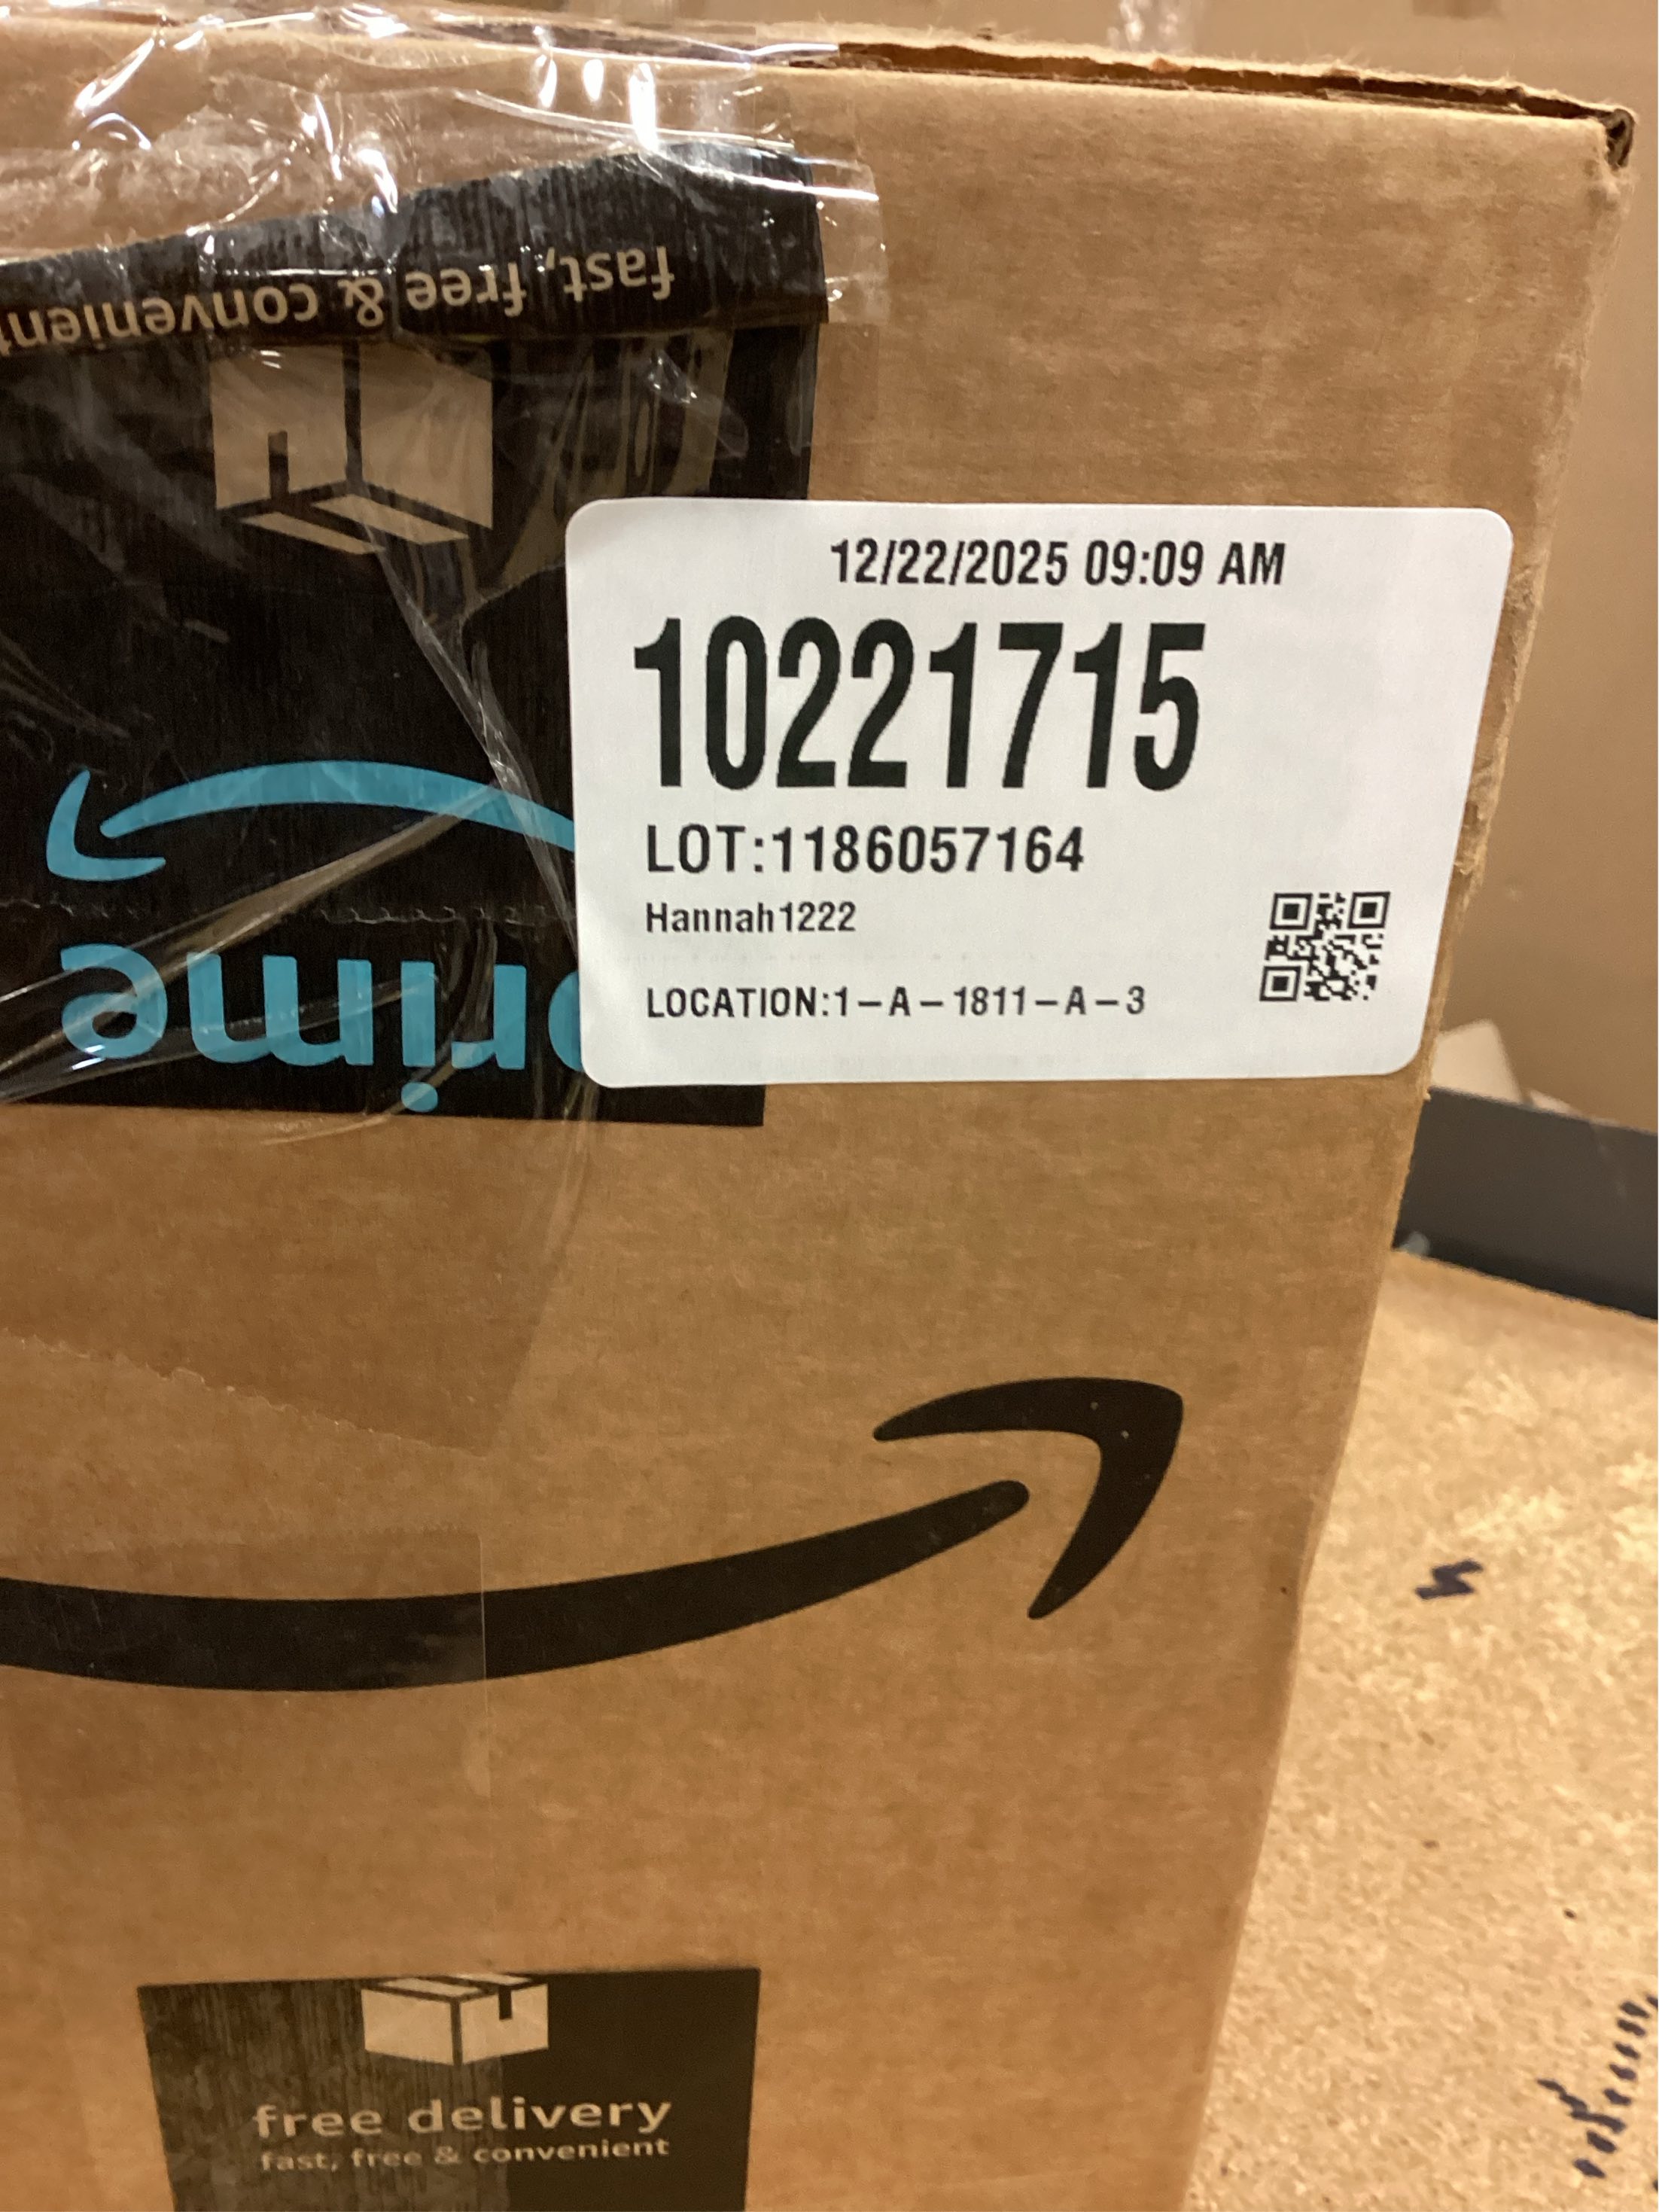 fast, free & convenient
12/22/2025 09:09 AM
10221715
LOT:1186057164
Hannah1222
LOCATION:1-A-1811-A-3
prime
free delivery
fast, free & convenient